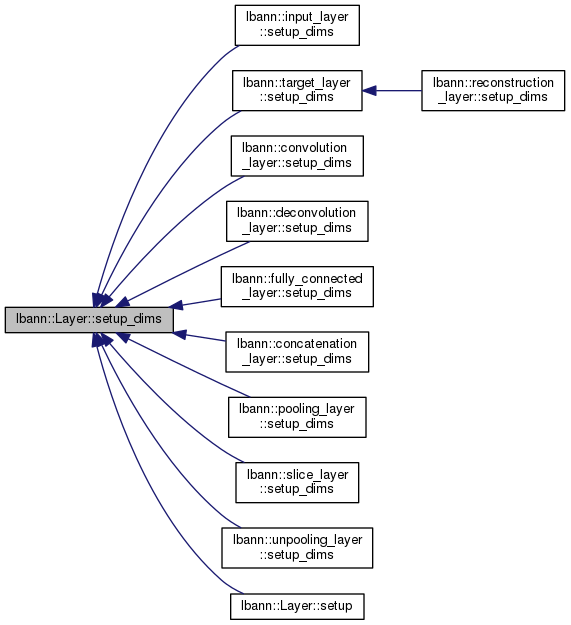 lbann::input_layer
::setup_dims
lbann::target_layer
::setup_dims
lbann::reconstruction
_layer::setup_dims
lbann::convolution
_layer::setup_dims
lbann::deconvolution
_layer::setup_dims
lbann::fully_connected
_layer::setup_dims
lbann::Layer::setup_dims
lbann::concatenation
_layer::setup_dims
lbann::pooling_layer
::setup_dims
lbann::slice_layer
::setup_dims
lbann::unpooling_layer
::setup_dims
lbann::Layer::setup